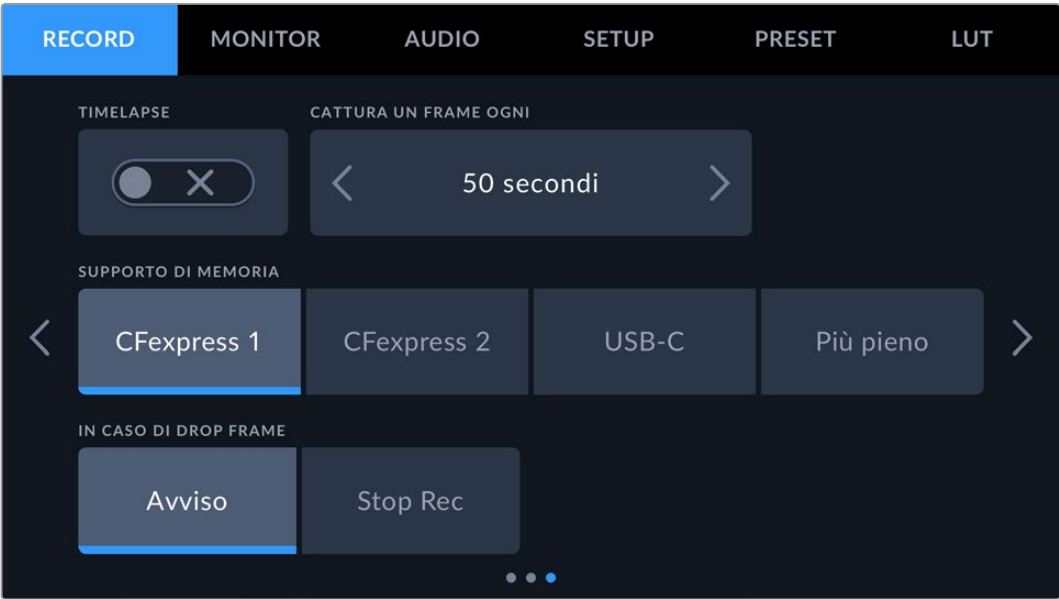 RECORD MONITOR AUDIO SETUP PRESET LUT
TIMELAPSE CATTURA UN FRAME OGNI
50 secondi
SUPPORTO DI MEMORIA
CFexpress 1 CFexpress 2 USB-C Più pieno
IN CASO DI DROP FRAME
Avviso Stop Rec